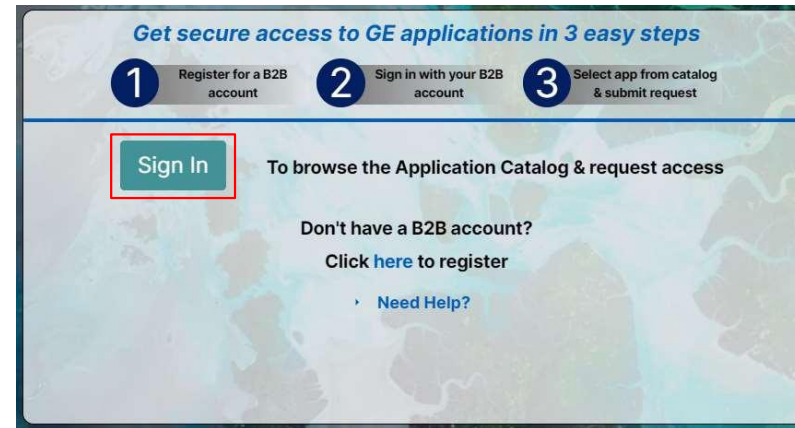 Get secure access to GE applications in 3 easy steps
1 Register for a B2B account
2 Sign in with your B2B account
3 Select app from catalog & submit request
Sign In
To browse the Application Catalog & request access
Don't have a B2B account?
Click here to register
Need Help?